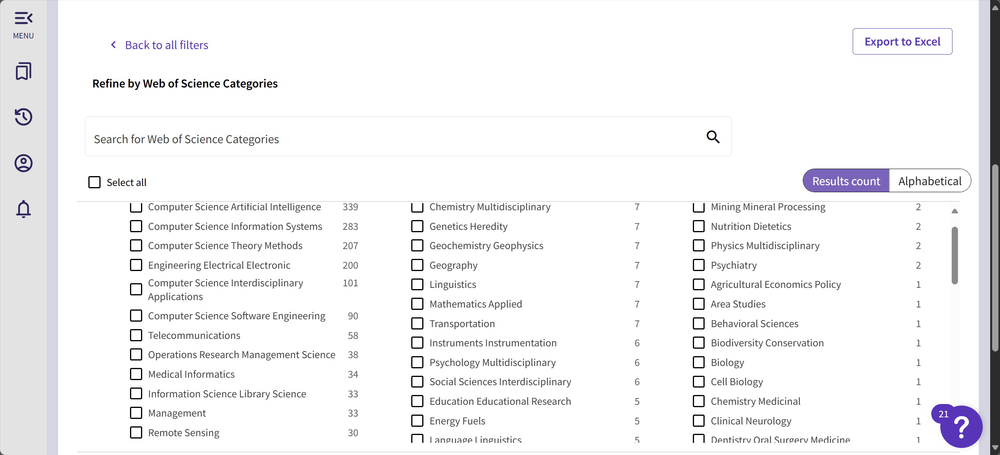 MENU
Back to all filters
Export to Excel
Refine by Web of Science Categories
Search for Web of Science Categories
Select all
Results count
Alphabetical
Computer Science Artificial Intelligence 339
Computer Science Information Systems 283
Computer Science Theory Methods 207
Engineering Electrical Electronic 200
Computer Science Interdisciplinary 101
Applications
Computer Science Software Engineering 90
Telecommunications 58
Operations Research Management Science 38
Medical Informatics 34
Information Science Library Science 33
Management 33
Remote Sensing 30
Chemistry Multidisciplinary 7
Genetics Heredity 7
Geochemistry Geophysics 7
Geography 7
Linguistics 7
Mathematics Applied 7
Transportation 7
Instruments Instrumentation 6
Psychology Multidisciplinary 6
Social Sciences Interdisciplinary 6
Education Educational Research 5
Energy Fuels 5
Language Linguistics 5
Mining Mineral Processing 2
Nutrition Dietetics 2
Physics Multidisciplinary 2
Psychiatry 2
Agricultural Economics Policy 1
Area Studies 1
Behavioral Sciences 1
Biodiversity Conservation 1
Biology 1
Cell Biology 1
Chemistry Medicinal 1
Clinical Neurology 1
Dentistry Oral Surgery Medicine 1
21
?